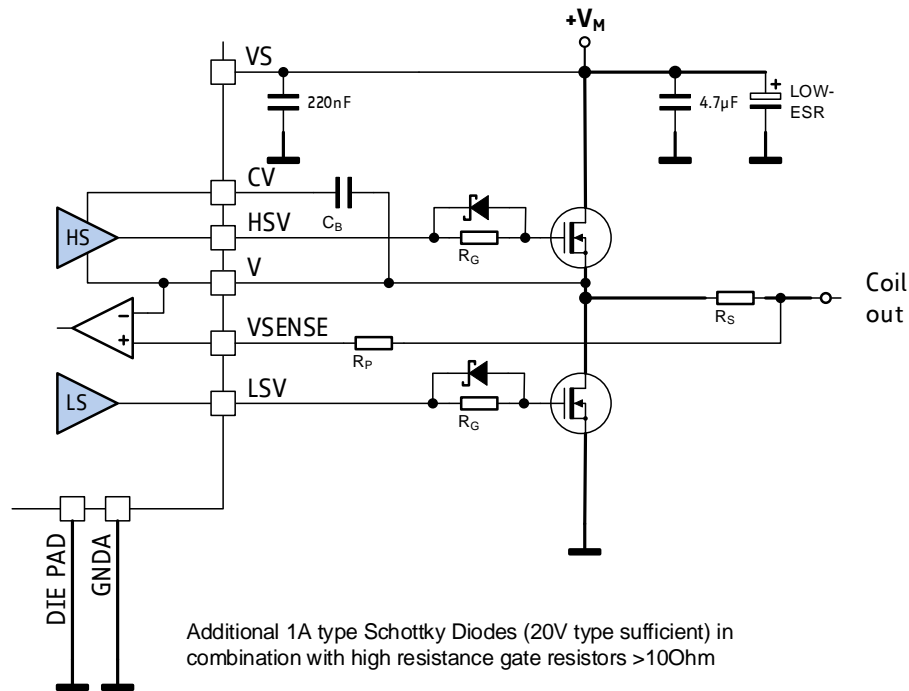 +VM
VS
220nF
4.7µF
+
LOW-
ESR
CV
CB
HS
HSV
RG
V
Coil
out
RS
−
+
VSENSE
RP
LS
LSV
RG
DIE PAD
GNDA
Additional 1A type Schottky Diodes (20V type sufficient) in
combination with high resistance gate resistors >10Ohm